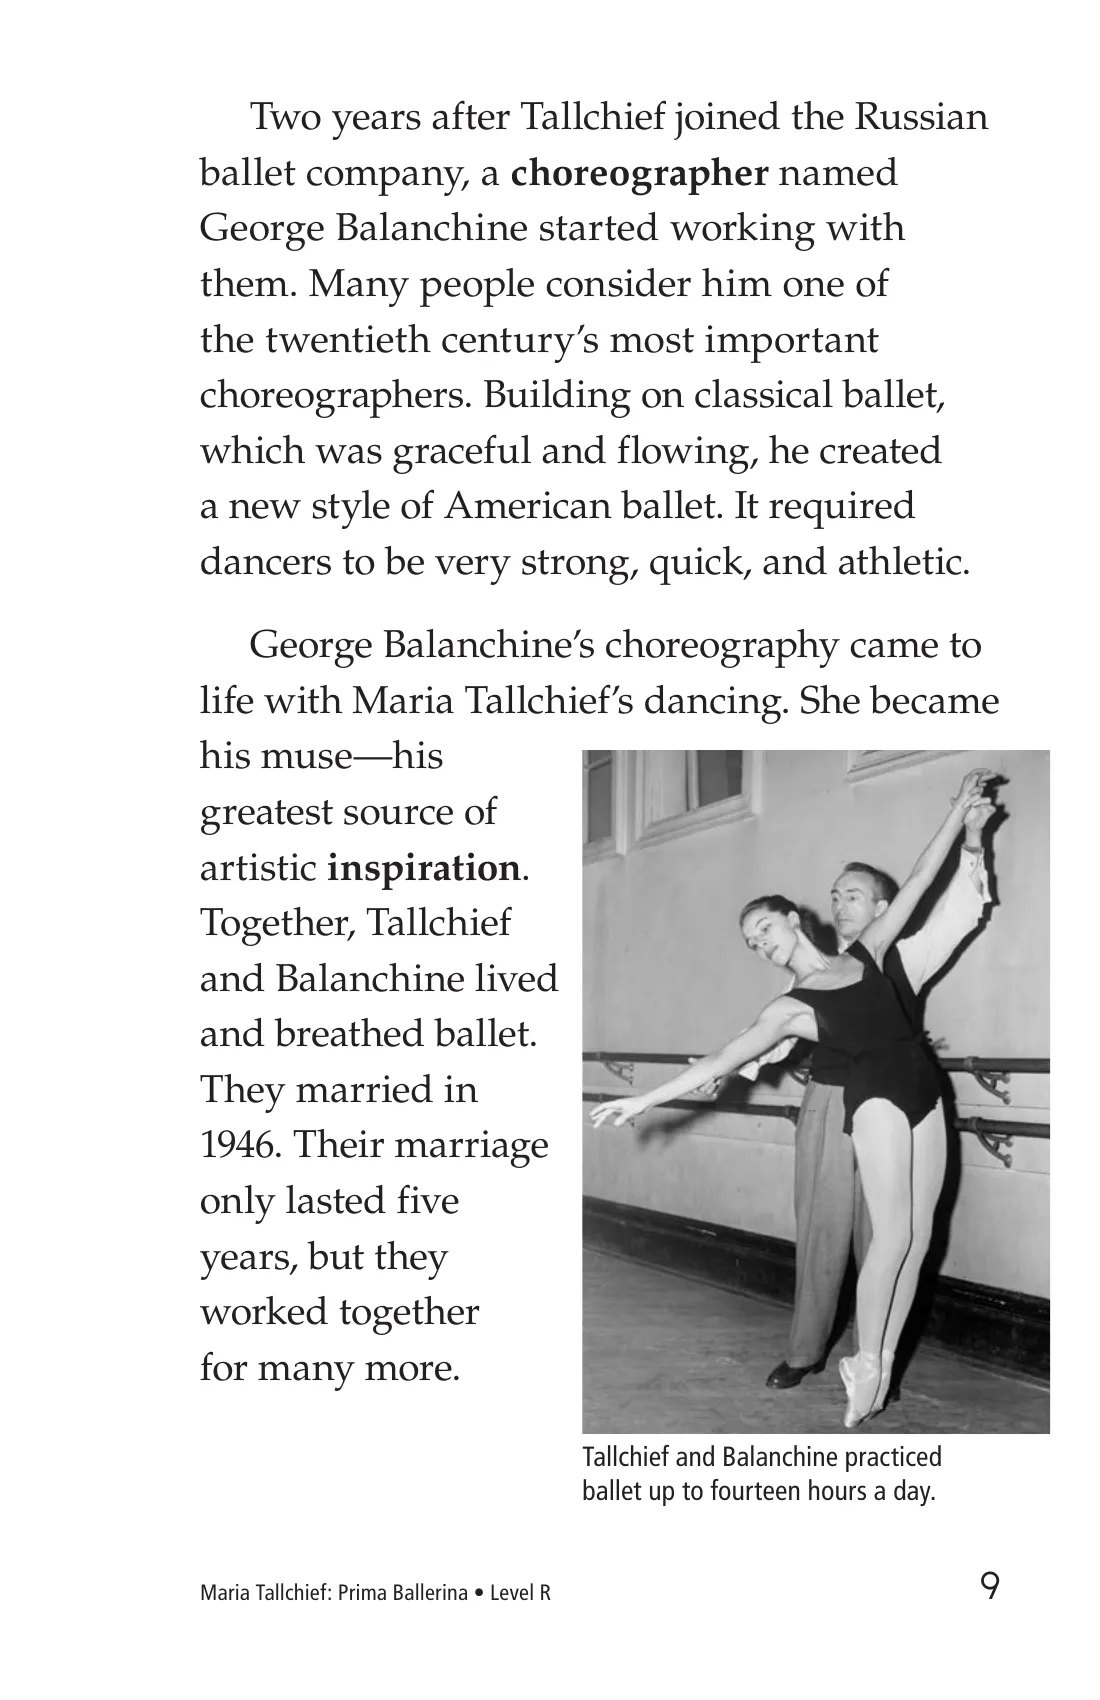 Two years after Tallchief joined the Russian
ballet company, a choreographer named
George Balanchine started working with
them. Many people consider him one of
the twentieth century’s most important
choreographers. Building on classical ballet,
which was graceful and flowing, he created
a new style of American ballet. It required
dancers to be very strong, quick, and athletic.
George Balanchine’s choreography came to
life with Maria Tallchief’s dancing. She became
his muse—his
greatest source of
artistic inspiration.
Together, Tallchief
and Balanchine lived
and breathed ballet.
They married in
1946. Their marriage
only lasted five
years, but they
worked together
for many more.
Tallchief and Balanchine practiced
ballet up to fourteen hours a day.
Maria Tallchief: Prima Ballerina • Level R
9